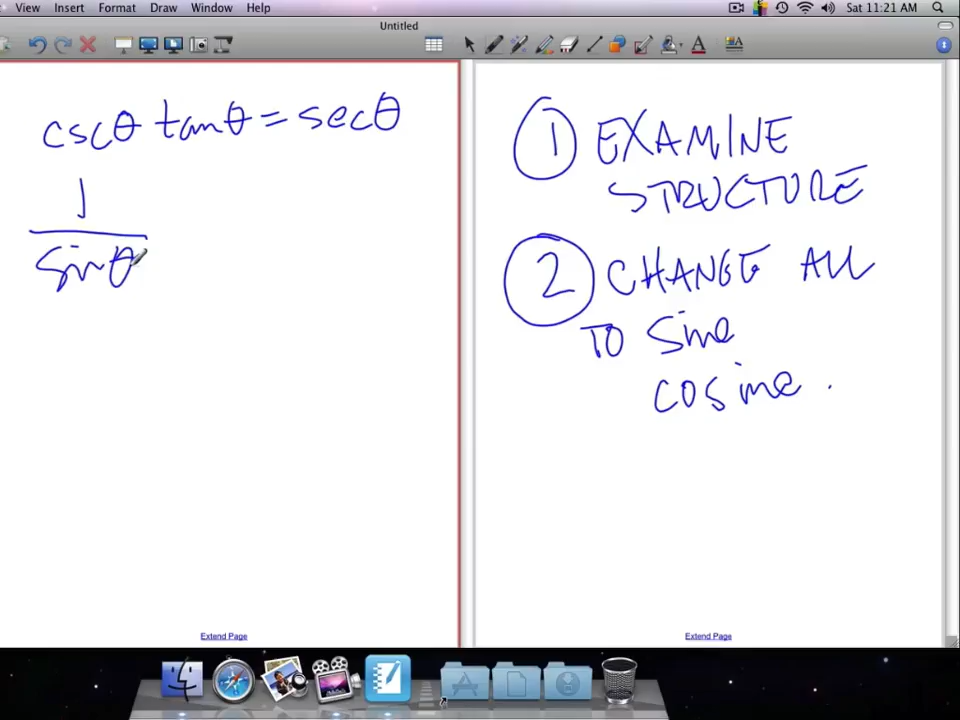 View Insert Format Draw Window Help Sat 11:21 AM
Untitled
cscθ tanθ = secθ
1
sinθ
Extend Page
1 EXAMINE
STRUCTURE
2 CHANGE ALL
TO Sine
cosine .
Extend Page